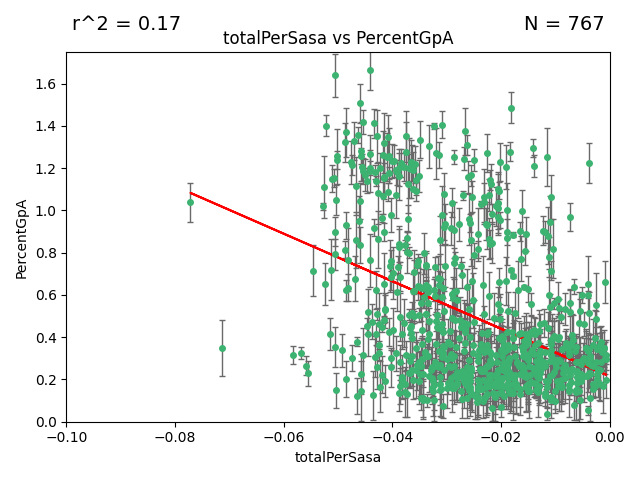 r^2 = 0.17 N = 767
totalPerSasa vs PercentGpA
PercentGpA
1.6
1.4
1.2
1.0
0.8
0.6
0.4
0.2
0.0
−0.10 −0.08 −0.06 −0.04 −0.02 0.00
totalPerSasa